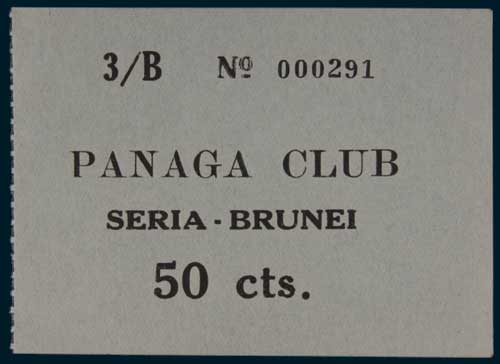 3/B Nº 000291
PANAGA CLUB
SERIA - BRUNEI
50 cts.